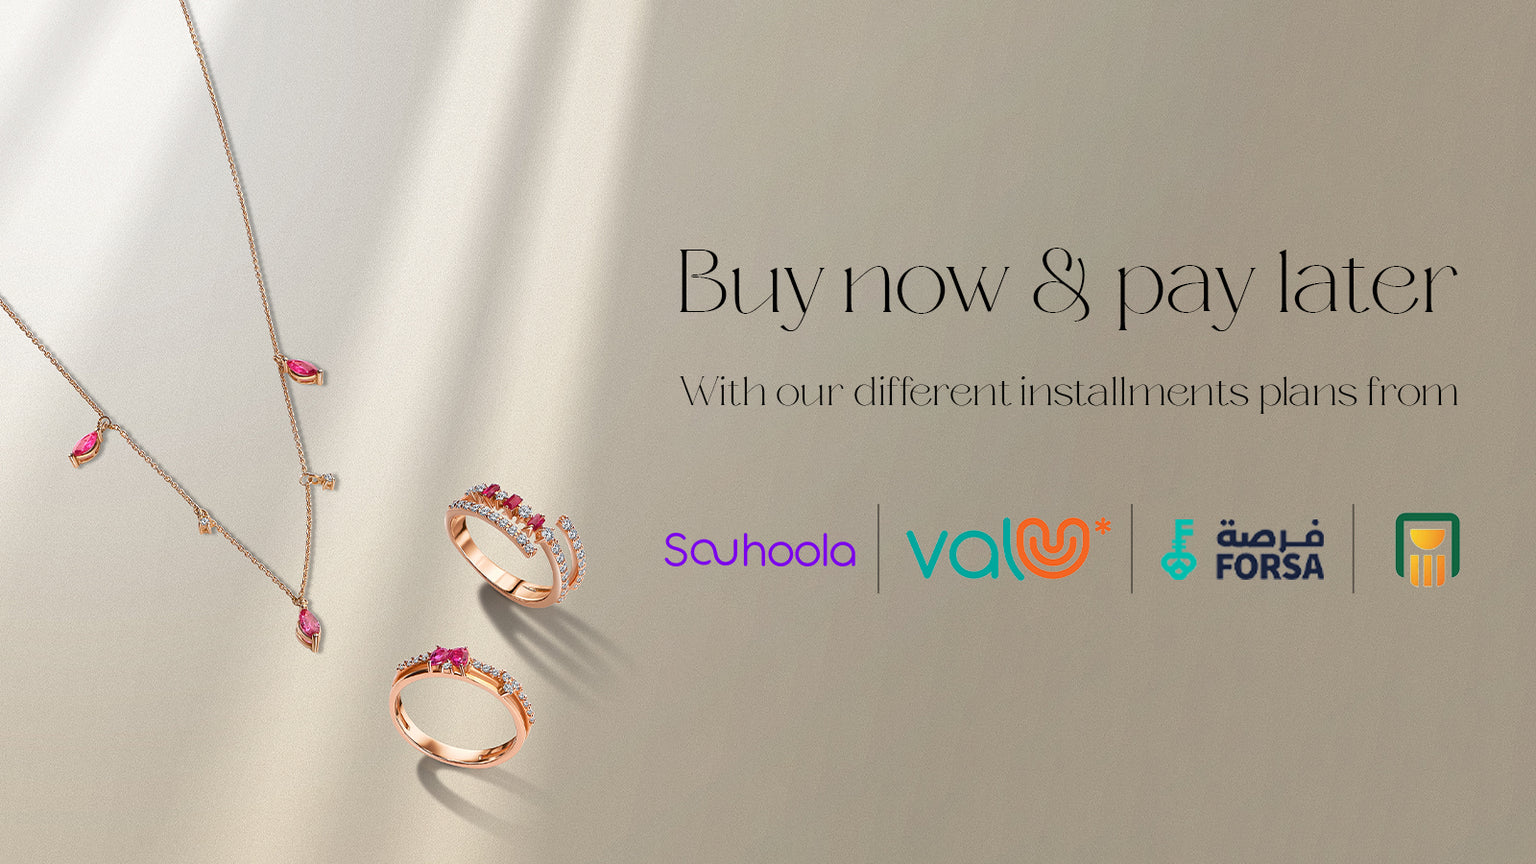 Buy now & pay later
With our different installments plans from
Souhoola
valU*
فرصة
FORSA